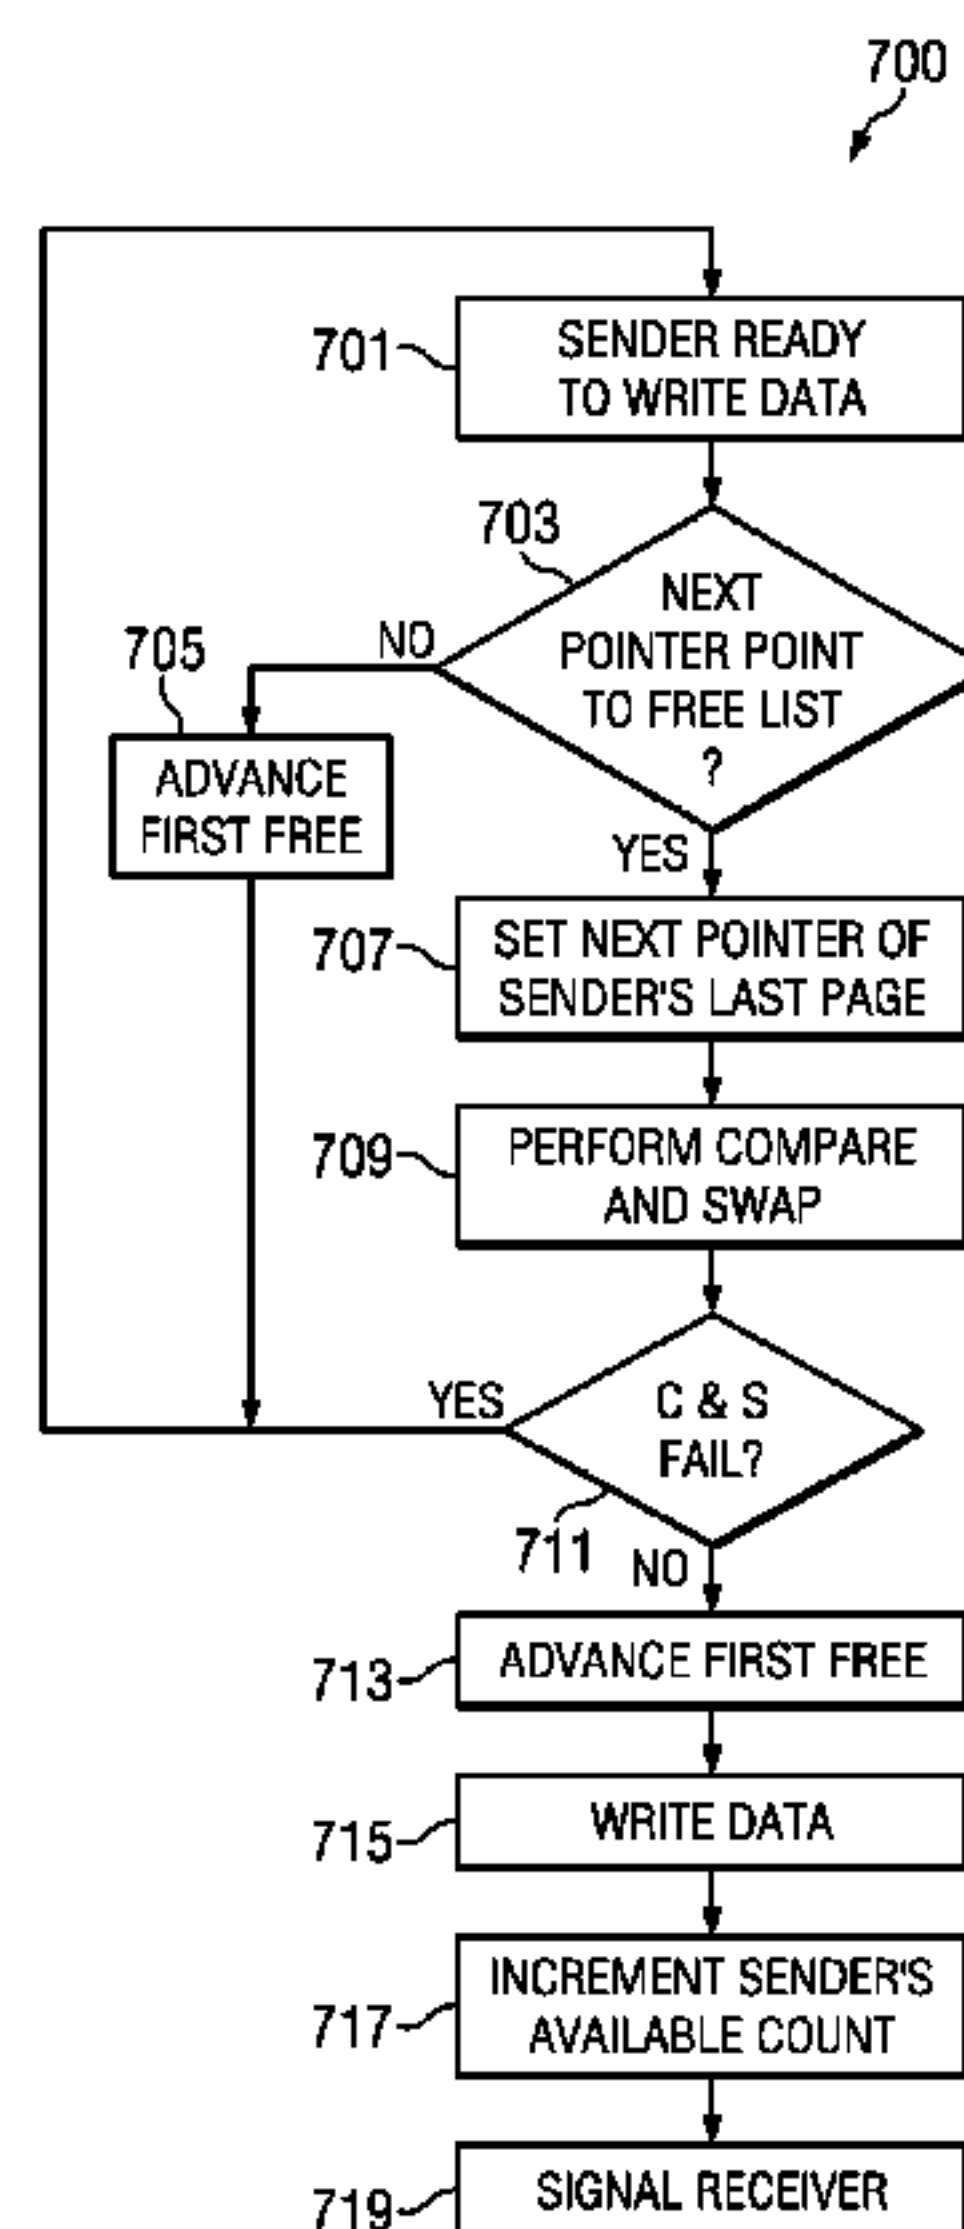 700
701
SENDER READY
TO WRITE DATA
703
NEXT
POINTER POINT
TO FREE LIST
?
NO
705
ADVANCE
FIRST FREE
YES
707
SET NEXT POINTER OF
SENDER'S LAST PAGE
709
PERFORM COMPARE
AND SWAP
YES
C & S
FAIL?
711
NO
713
ADVANCE FIRST FREE
715
WRITE DATA
717
INCREMENT SENDER'S
AVAILABLE COUNT
719
SIGNAL RECEIVER